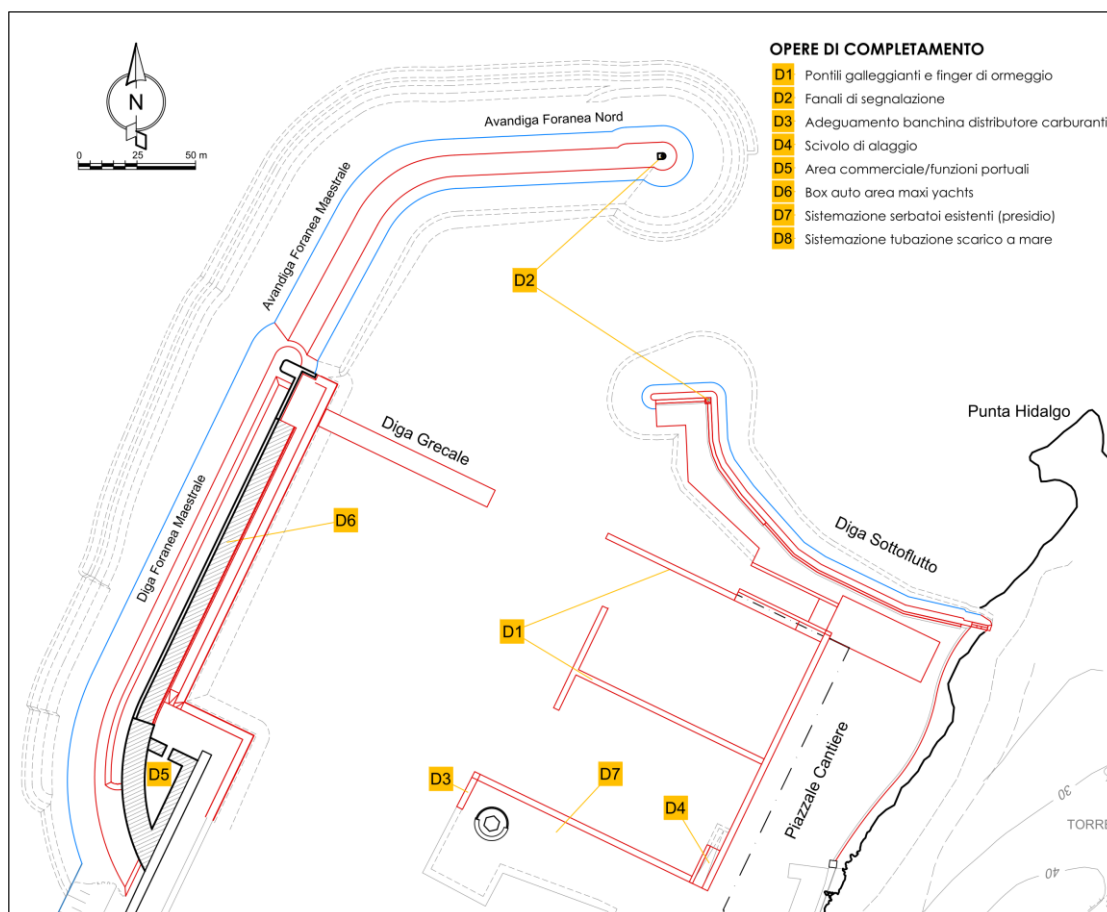 OPERE DI COMPLETAMENTO
D1 Pontili galleggianti e finger di ormeggio
D2 Fanali di segnalazione
D3 Adeguamento banchina distributore carburanti
D4 Scivolo di alaggio
D5 Area commerciale/funzioni portuali
D6 Box auto area maxi yachts
D7 Sistemazione serbatoi esistenti (presidio)
D8 Sistemazione tubazione scarico a mare
N
0 25 50 m
Avandiga Foranea Nord
Avandiga Foranea Maestrale
D2
Punta Hidalgo
Diga Grecale
D6
Diga Foranea Maestrale
Diga Sottoflutto
D1
Piazzale Cantiere
D5
D3
D7
D4
30
TORRE
40